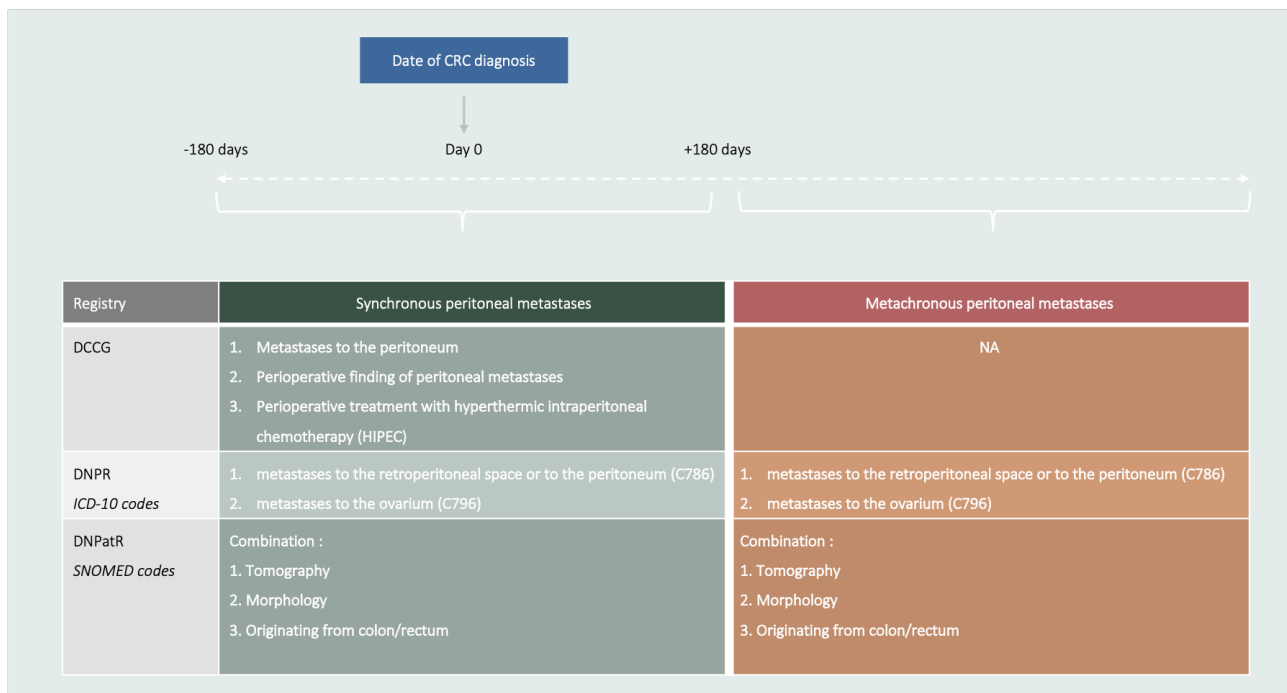 Date of CRC diagnosis
-180 days
Day 0
+180 days
Registry
Synchronous peritoneal metastases
Metachronous peritoneal metastases
DCCG
1. Metastases to the peritoneum
2. Perioperative finding of peritoneal metastases
3. Perioperative treatment with hyperthermic intraperitoneal
chemotherapy (HIPEC)
NA
DNPR
ICD-10 codes
1. metastases to the retroperitoneal space or to the peritoneum (C786)
2. metastases to the ovarium (C796)
1. metastases to the retroperitoneal space or to the peritoneum (C786)
2. metastases to the ovarium (C796)
DNPatR
SNOMED codes
Combination :
1. Tomography
2. Morphology
3. Originating from colon/rectum
Combination :
1. Tomography
2. Morphology
3. Originating from colon/rectum